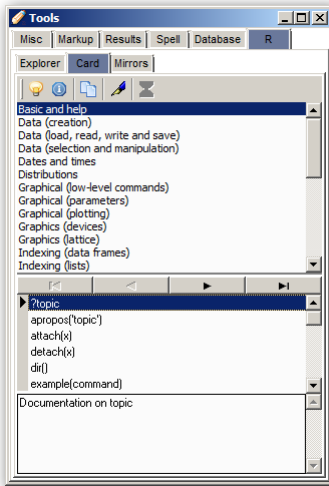 Tools
Misc Markup Results Spell Database R
Explorer Card Mirrors
Basic and help
Data (creation)
Data (load, read, write and save)
Data (selection and manipulation)
Dates and times
Distributions
Graphical (low-level commands)
Graphical (parameters)
Graphical (plotting)
Graphics (devices)
Graphics (lattice)
Indexing (data frames)
Indexing (lists)
?topic
apropos('topic')
attach(x)
detach(x)
dir()
example(command)
Documentation on topic